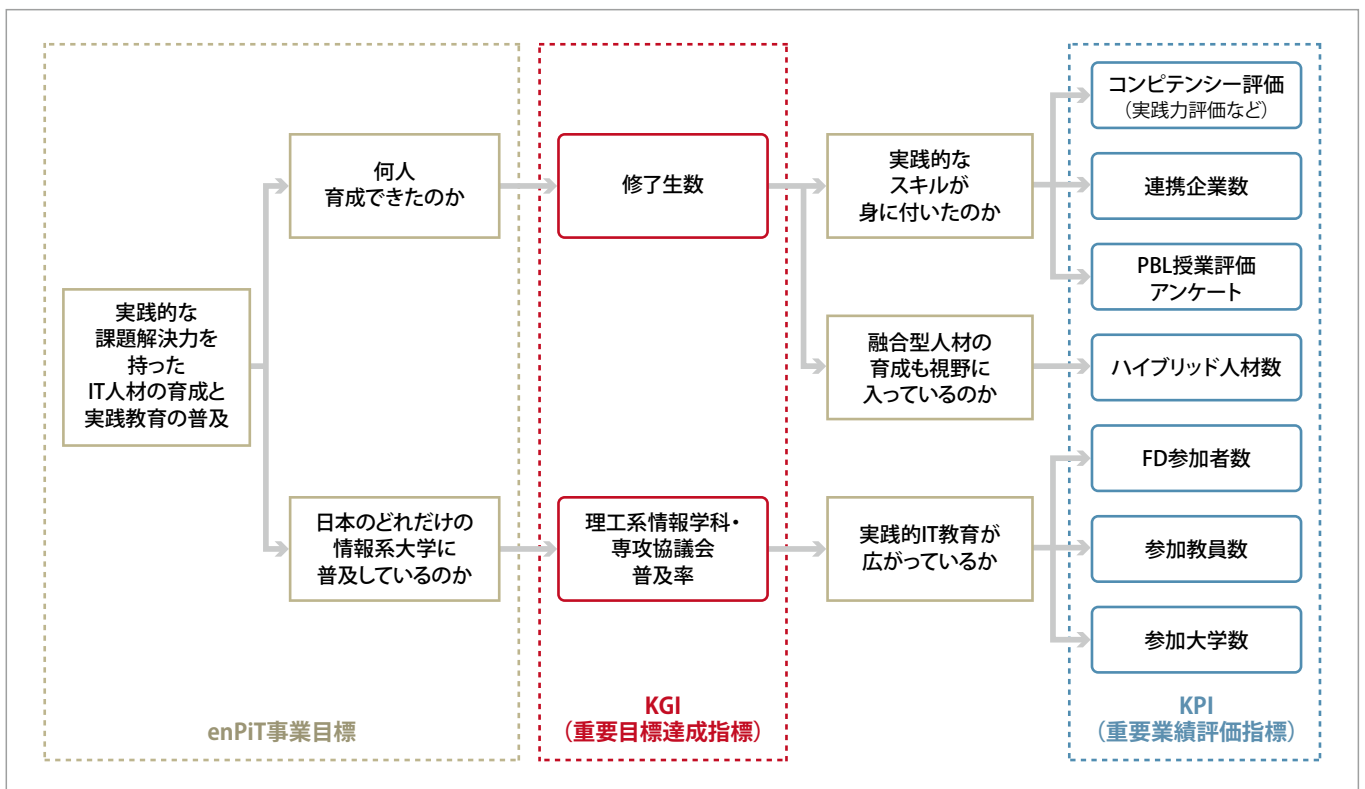 実践的な
課題解決力を
持った
IT人材の育成と
実践教育の普及
何人
育成できたのか
日本のどれだけの
情報系大学に
普及しているのか
enPiT事業目標
修了生数
理工系情報学科・
専攻協議会
普及率
KGI
(重要目標達成指標)
実践的な
スキルが
身に付いたのか
融合型人材の
育成も視野に
入っているのか
実践的IT教育が
広がっているか
コンピテンシー評価
(実践力評価など)
連携企業数
PBL授業評価
アンケート
ハイブリッド人材数
FD参加者数
参加教員数
参加大学数
KPI
(重要業績評価指標)